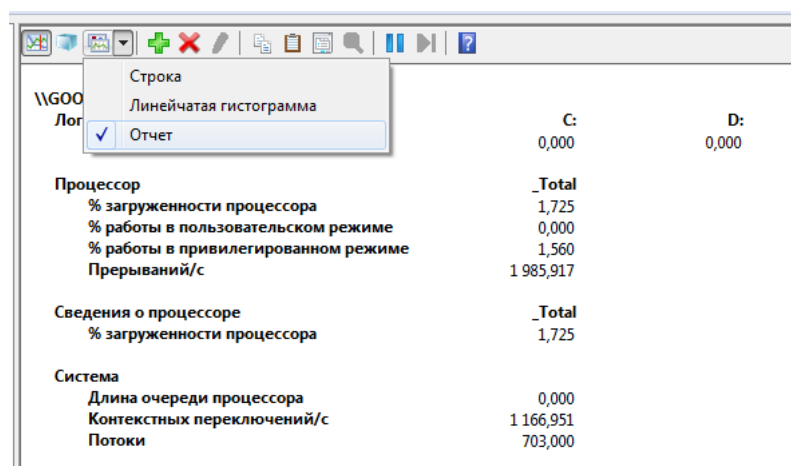 Строка
Линейчатая гистограмма
Отчет
\\GOO
Лог C: D:
0,000 0,000
Процессор _Total
% загруженности процессора 1,725
% работы в пользовательском режиме 0,000
% работы в привилегированном режиме 1,560
Прерываний/с 1 985,917
Сведения о процессоре _Total
% загруженности процессора 1,725
Система
Длина очереди процессора 0,000
Контекстных переключений/с 1 166,951
Потоки 703,000